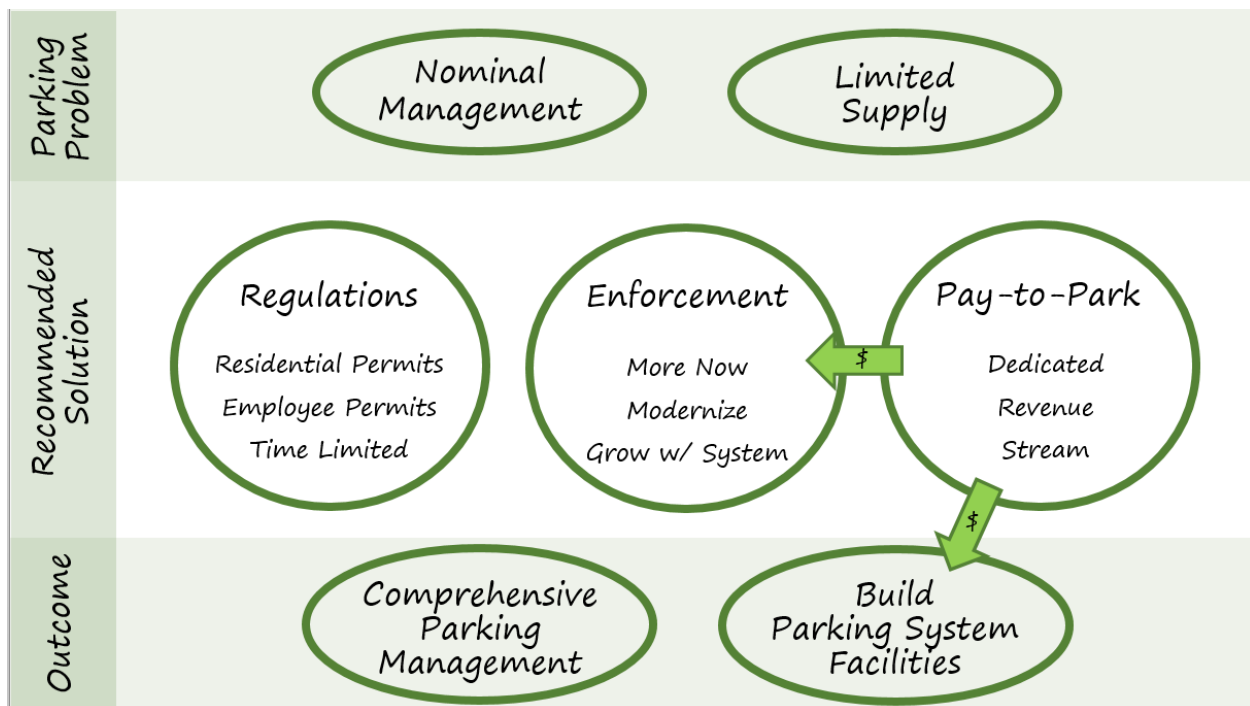 Parking
Problem
Nominal
Management
Limited
Supply
Recommended
Solution
Regulations
Residential Permits
Employee Permits
Time Limited
Enforcement
More Now
Modernize
Grow w/ System
$
Pay-to-Park
Dedicated
Revenue
Stream
$
Outcome
Comprehensive
Parking
Management
Build
Parking System
Facilities